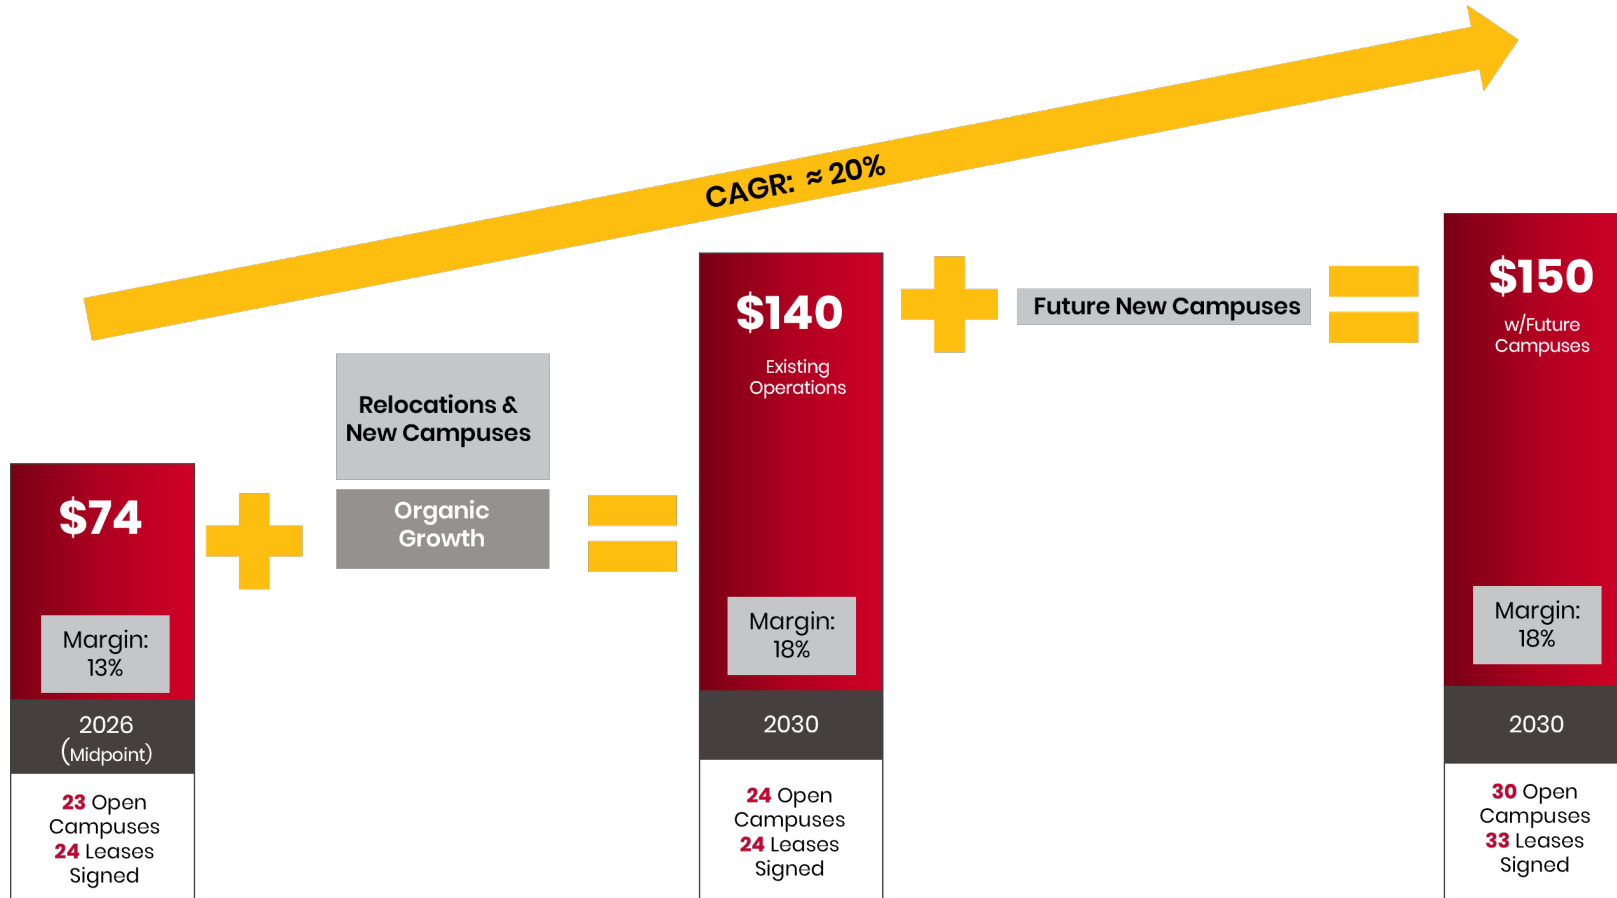 CAGR: ≈ 20%
$74
Margin:
13%
2026
(Midpoint)
23 Open
Campuses
24 Leases
Signed
Relocations &
New Campuses
Organic
Growth
$140
Existing
Operations
Margin:
18%
2030
24 Open
Campuses
24 Leases
Signed
Future New Campuses
$150
w/Future
Campuses
Margin:
18%
2030
30 Open
Campuses
33 Leases
Signed